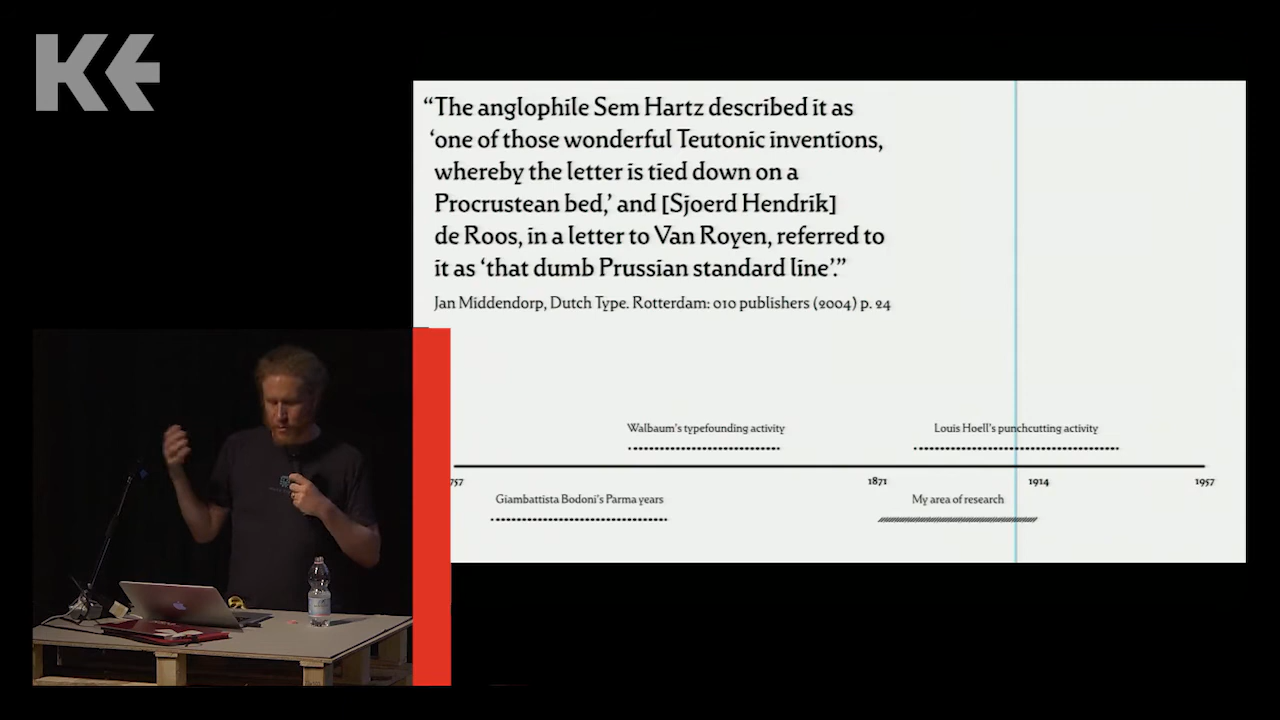 KE
“The anglophile Sem Hartz described it as
‘one of those wonderful Teutonic inventions,
whereby the letter is tied down on a
Procrustean bed,’ and [Sjoerd Hendrik]
de Roos, in a letter to Van Royen, referred to
it as ‘that dumb Prussian standard line’.”
Jan Middendorp, Dutch Type. Rotterdam: 010 publishers (2004) p. 24
Walbaum’s typefounding activity
Louis Hoell’s punchcutting activity
757 1871 1914 1957
Giambattista Bodoni’s Parma years
My area of research